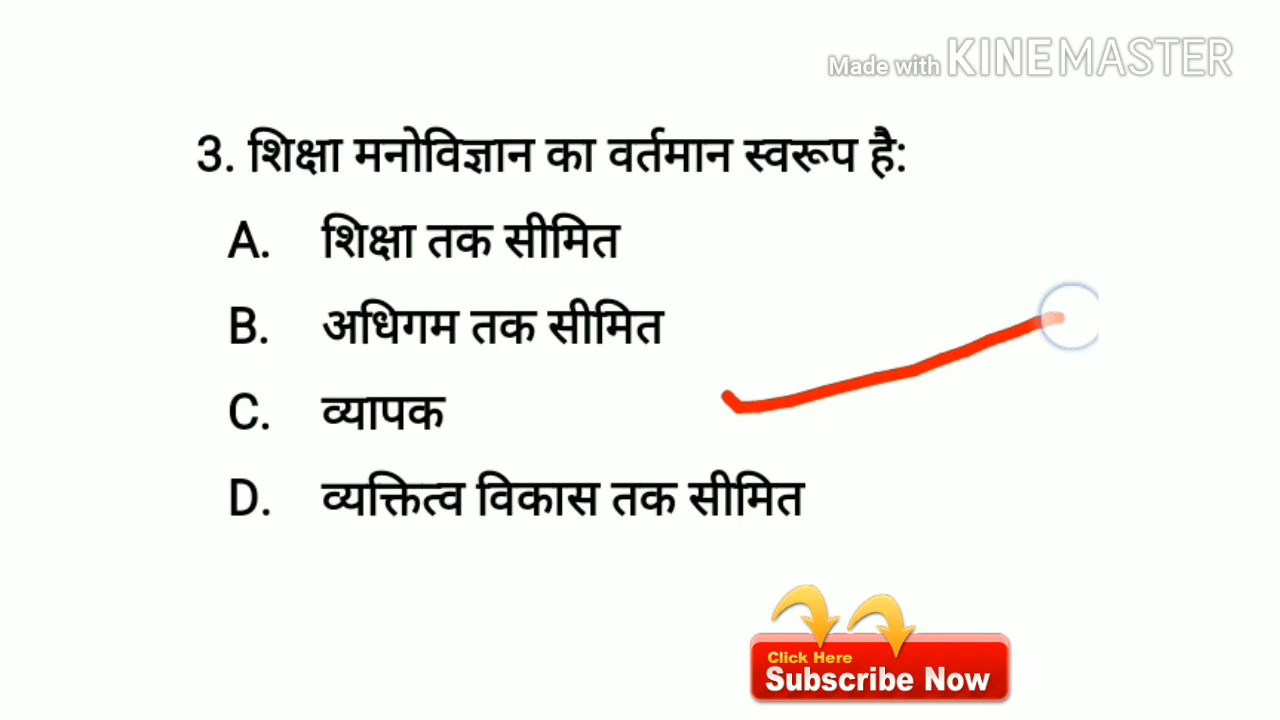 Made with KINEMASTER
3. शिक्षा मनोविज्ञान का वर्तमान स्वरूप है:
A. शिक्षा तक सीमित
B. अधिगम तक सीमित
C. व्यापक
D. व्यक्तित्व विकास तक सीमित
Click Here
Subscribe Now